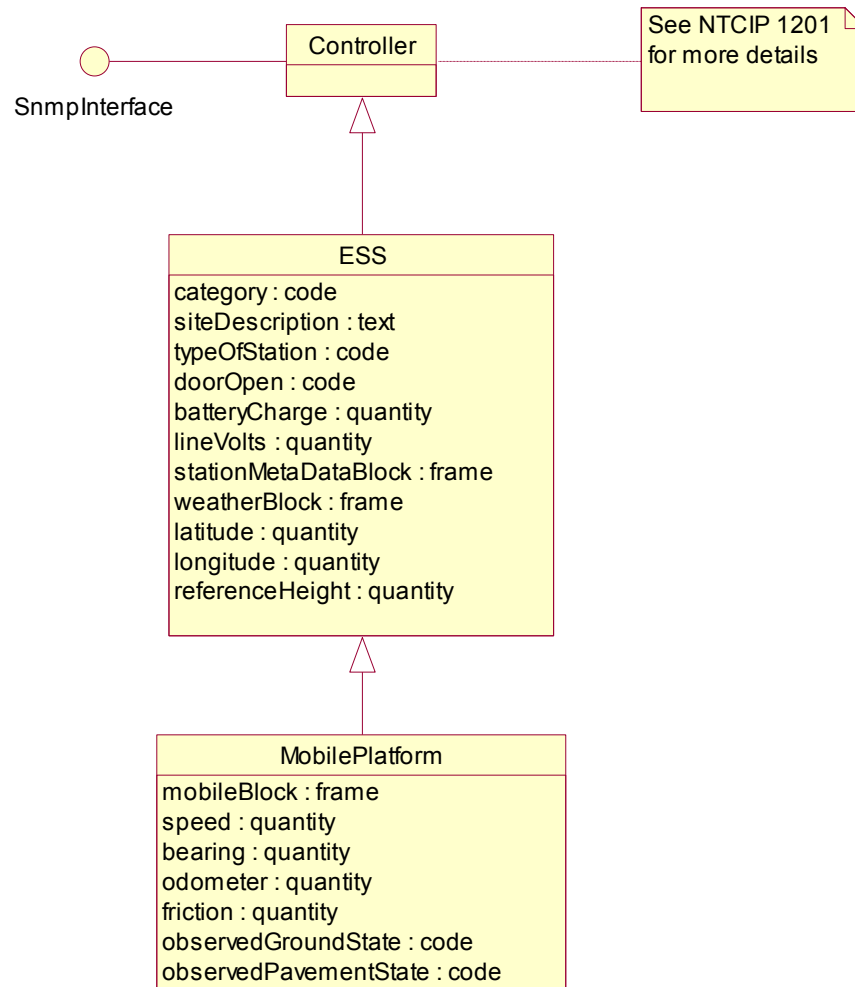 Controller
See NTCIP 1201
for more details
SnmpInterface
ESS
category : code
siteDescription : text
typeOfStation : code
doorOpen : code
batteryCharge : quantity
lineVolts : quantity
stationMetaDataBlock : frame
weatherBlock : frame
latitude : quantity
longitude : quantity
referenceHeight : quantity
MobilePlatform
mobileBlock : frame
speed : quantity
bearing : quantity
odometer : quantity
friction : quantity
observedGroundState : code
observedPavementState : code